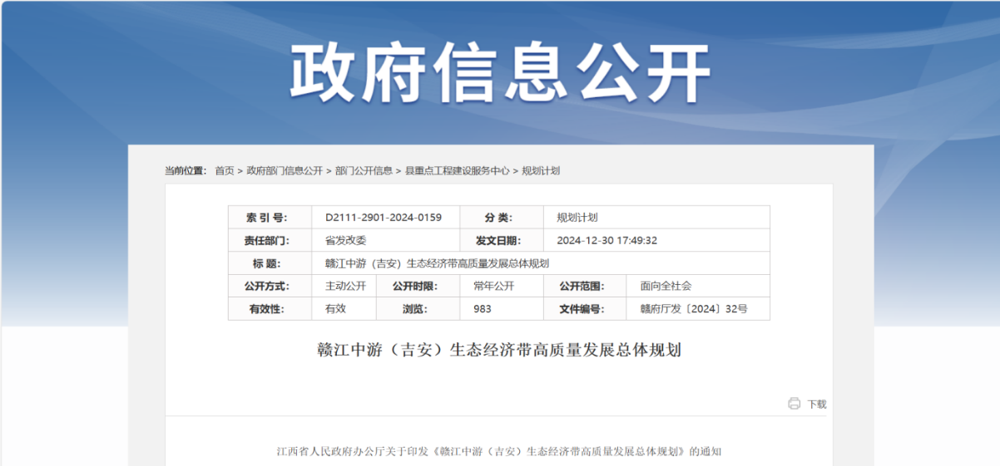 政府信息公开
当前位置： 首页 > 政府部门信息公开 > 部门公开信息 > 县重点工程建设服务中心 > 规划计划
索 引 号： D2111-2901-2024-0159 分 类： 规划计划
责任部门： 省发改委 发文日期： 2024-12-30 17:49:32
标 题： 赣江中游（吉安）生态经济带高质量发展总体规划
公开方式： 主动公开 公开时限： 常年公开 公开范围： 面向全社会
有效性： 有效 浏览： 983 文件编号： 赣府厅发〔2024〕32号
赣江中游（吉安）生态经济带高质量发展总体规划
下载
江西省人民政府办公厅关于印发《赣江中游（吉安）生态经济带高质量发展总体规划》的通知